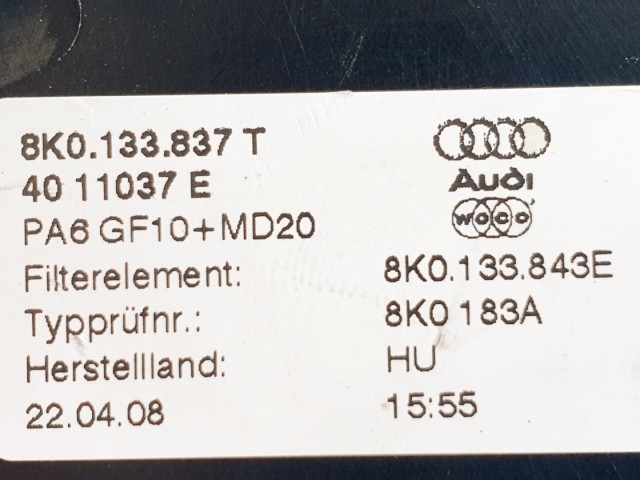 8K0.133.837 T
40 11037 E
Audi
PA6 GF10+MD20
woco
Filterelement: 8K0.133.843E
Typprüfnr.: 8K0 183A
Herstellland: HU
22.04.08 15:55